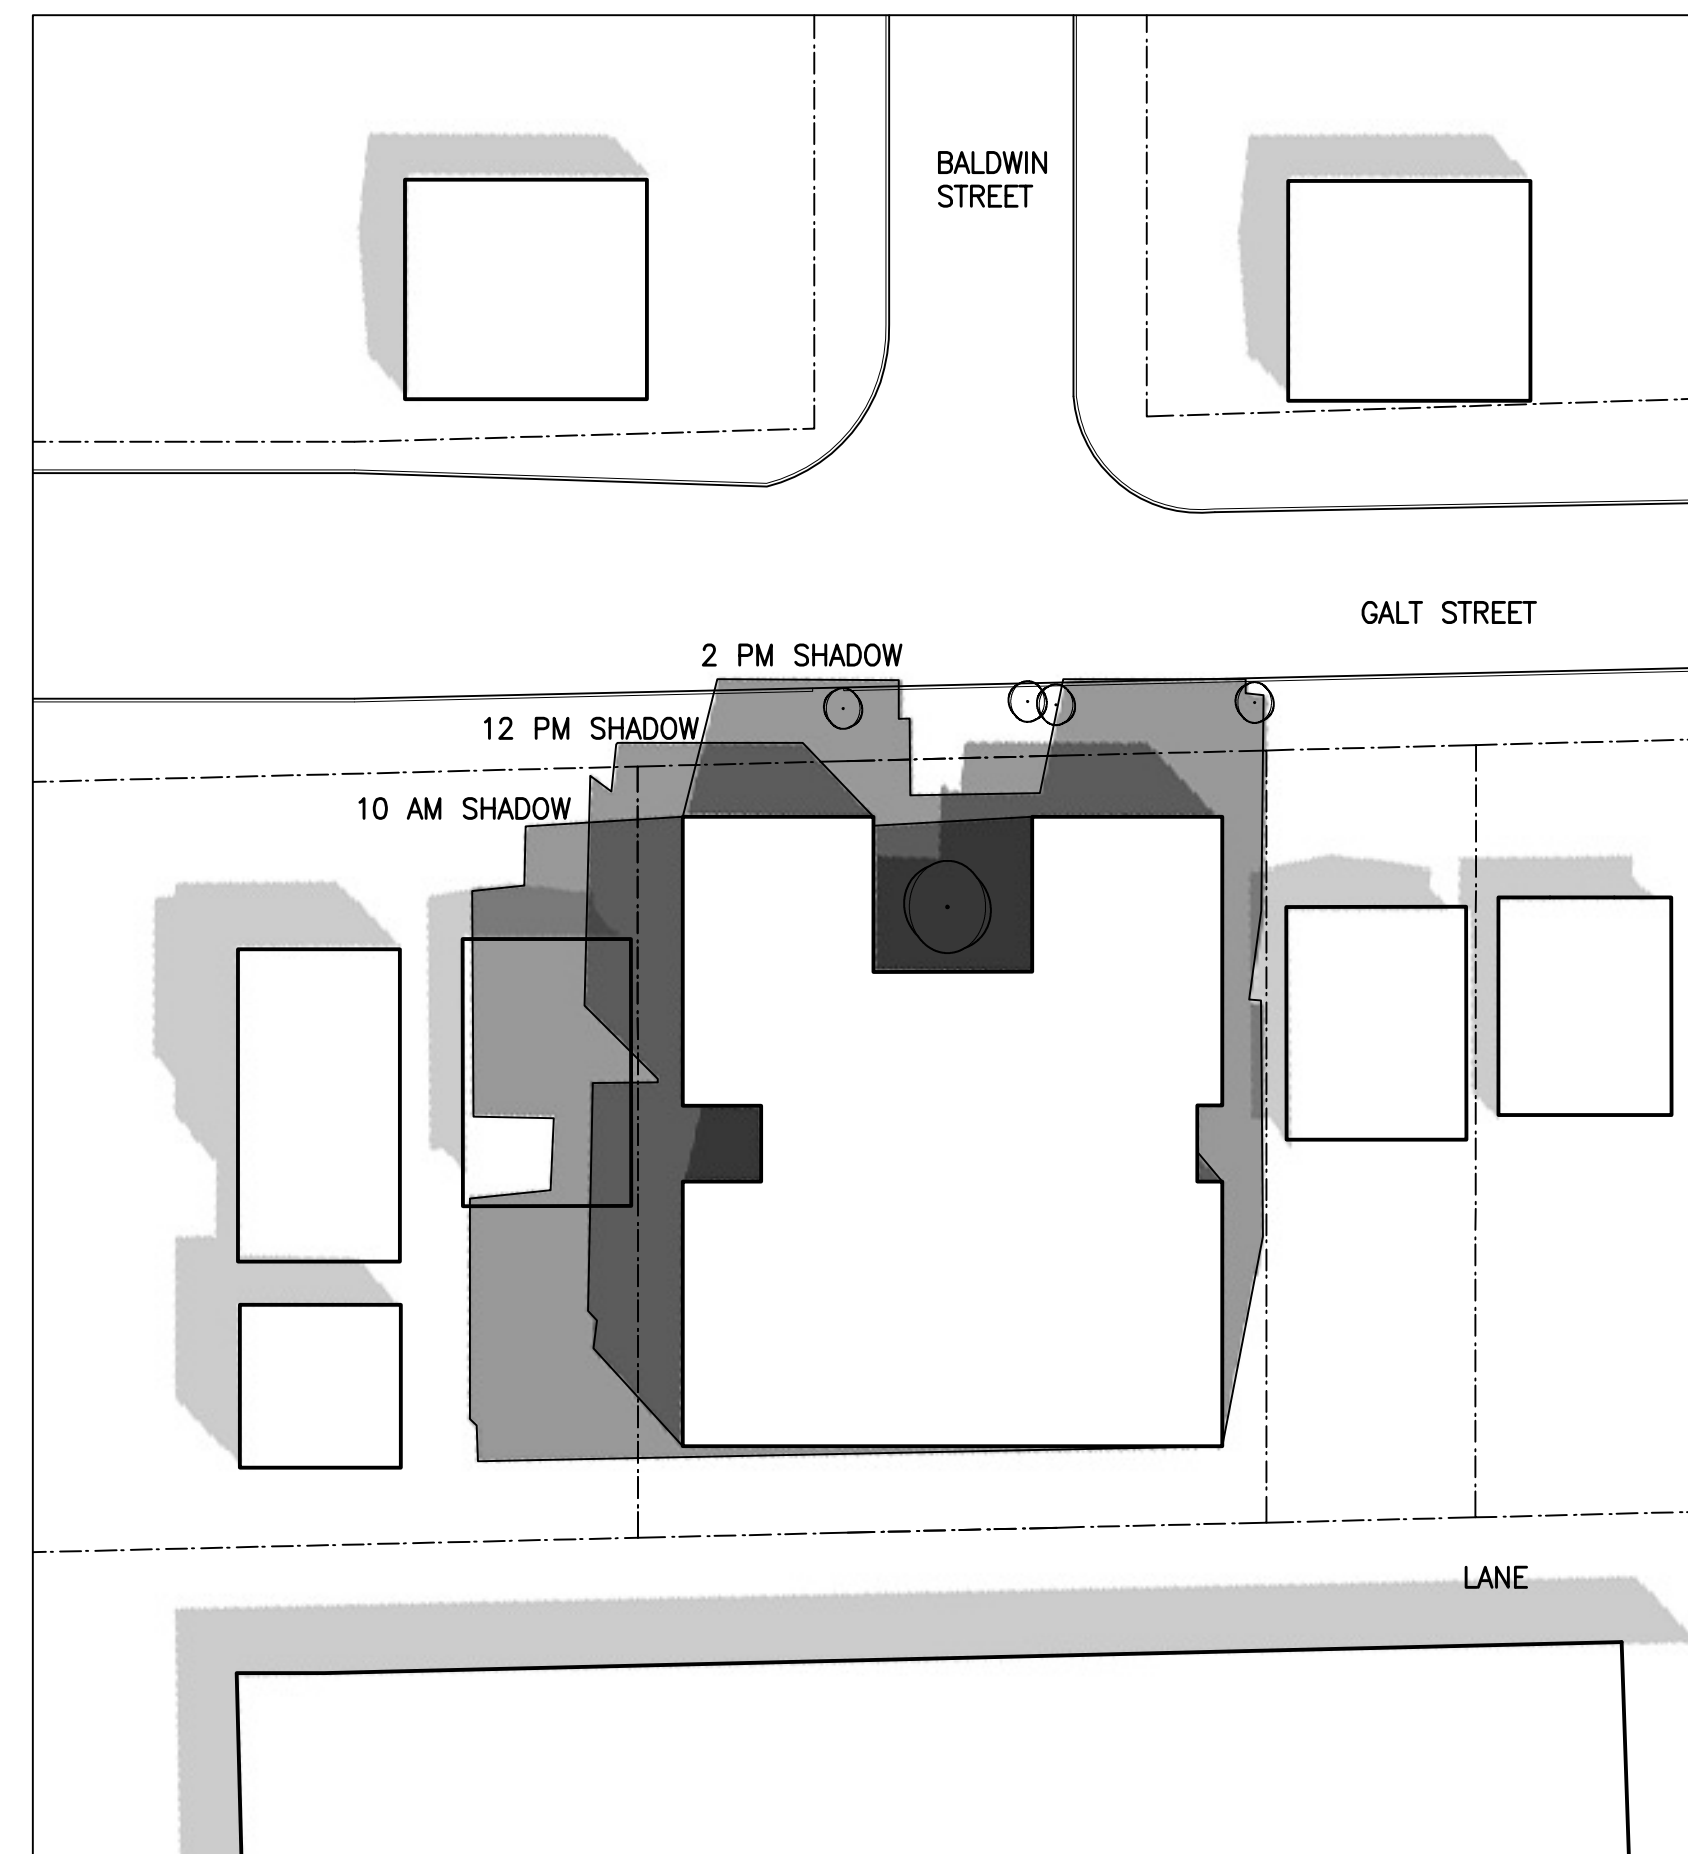 BALDWIN
STREET
GALT STREET
2 PM SHADOW
12 PM SHADOW
10 AM SHADOW
LANE